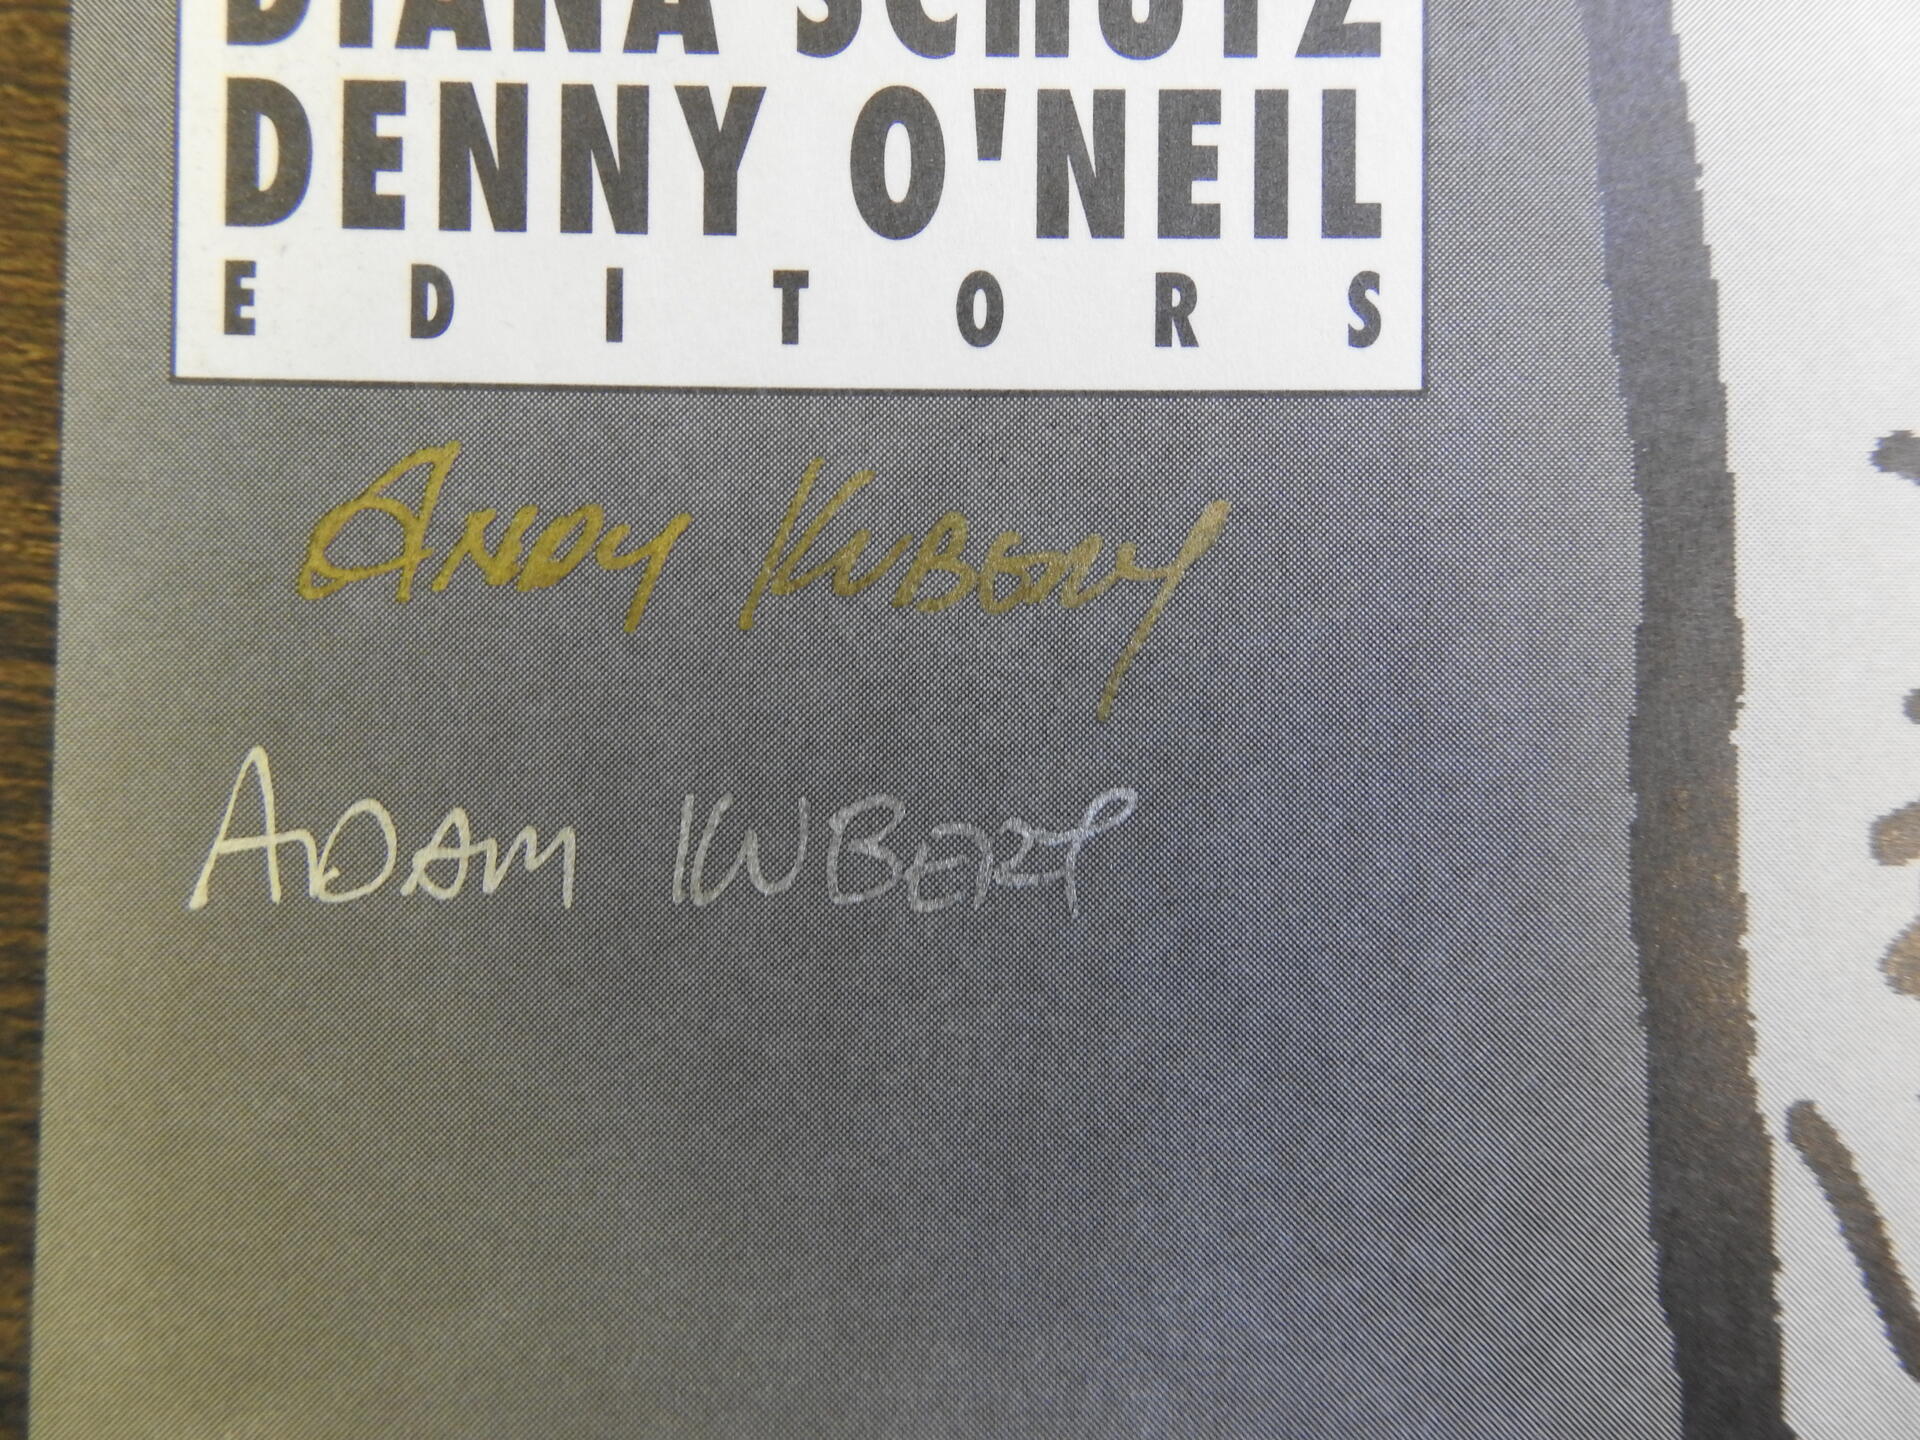 DIANA SCHUTZ
DENNY O'NEIL
EDITORS
ANDY KUBERT
ADAM KUBERT